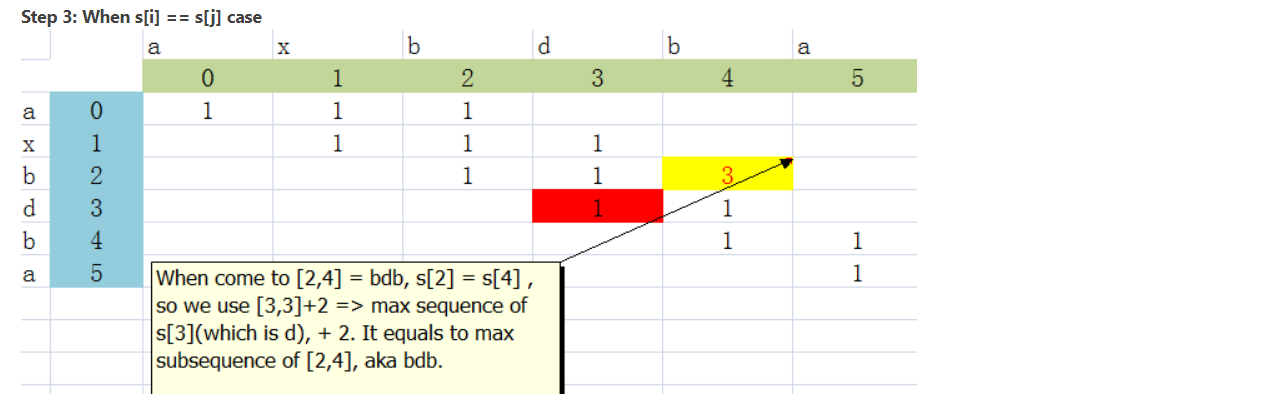 Step 3: When s[i] == s[j] case
a x b d b a
0 1 2 3 4 5
a 0 1 1 1
x 1 1 1 1
b 2 1 1 3
d 3 1 1
b 4 1 1
a 5 1
When come to [2,4] = bdb, s[2] = s[4] ,
so we use [3,3]+2 => max sequence of
s[3](which is d), + 2. It equals to max
subsequence of [2,4], aka bdb.